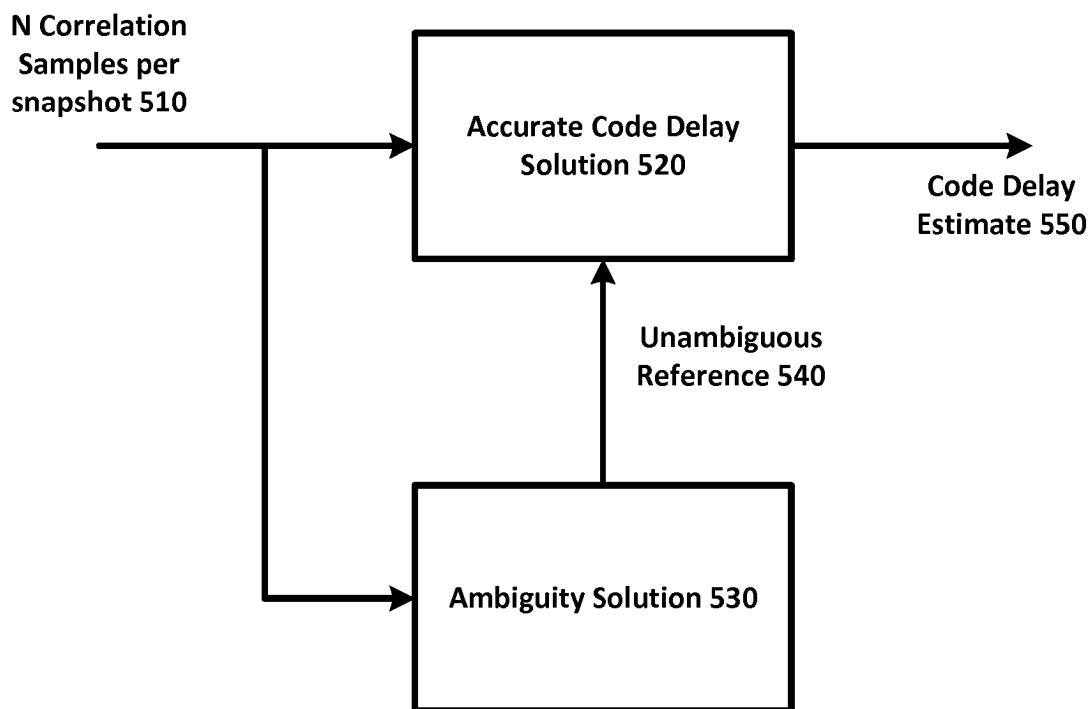 N Correlation
Samples per
snapshot 510
Accurate Code Delay
Solution 520
Code Delay
Estimate 550
Unambiguous
Reference 540
Ambiguity Solution 530